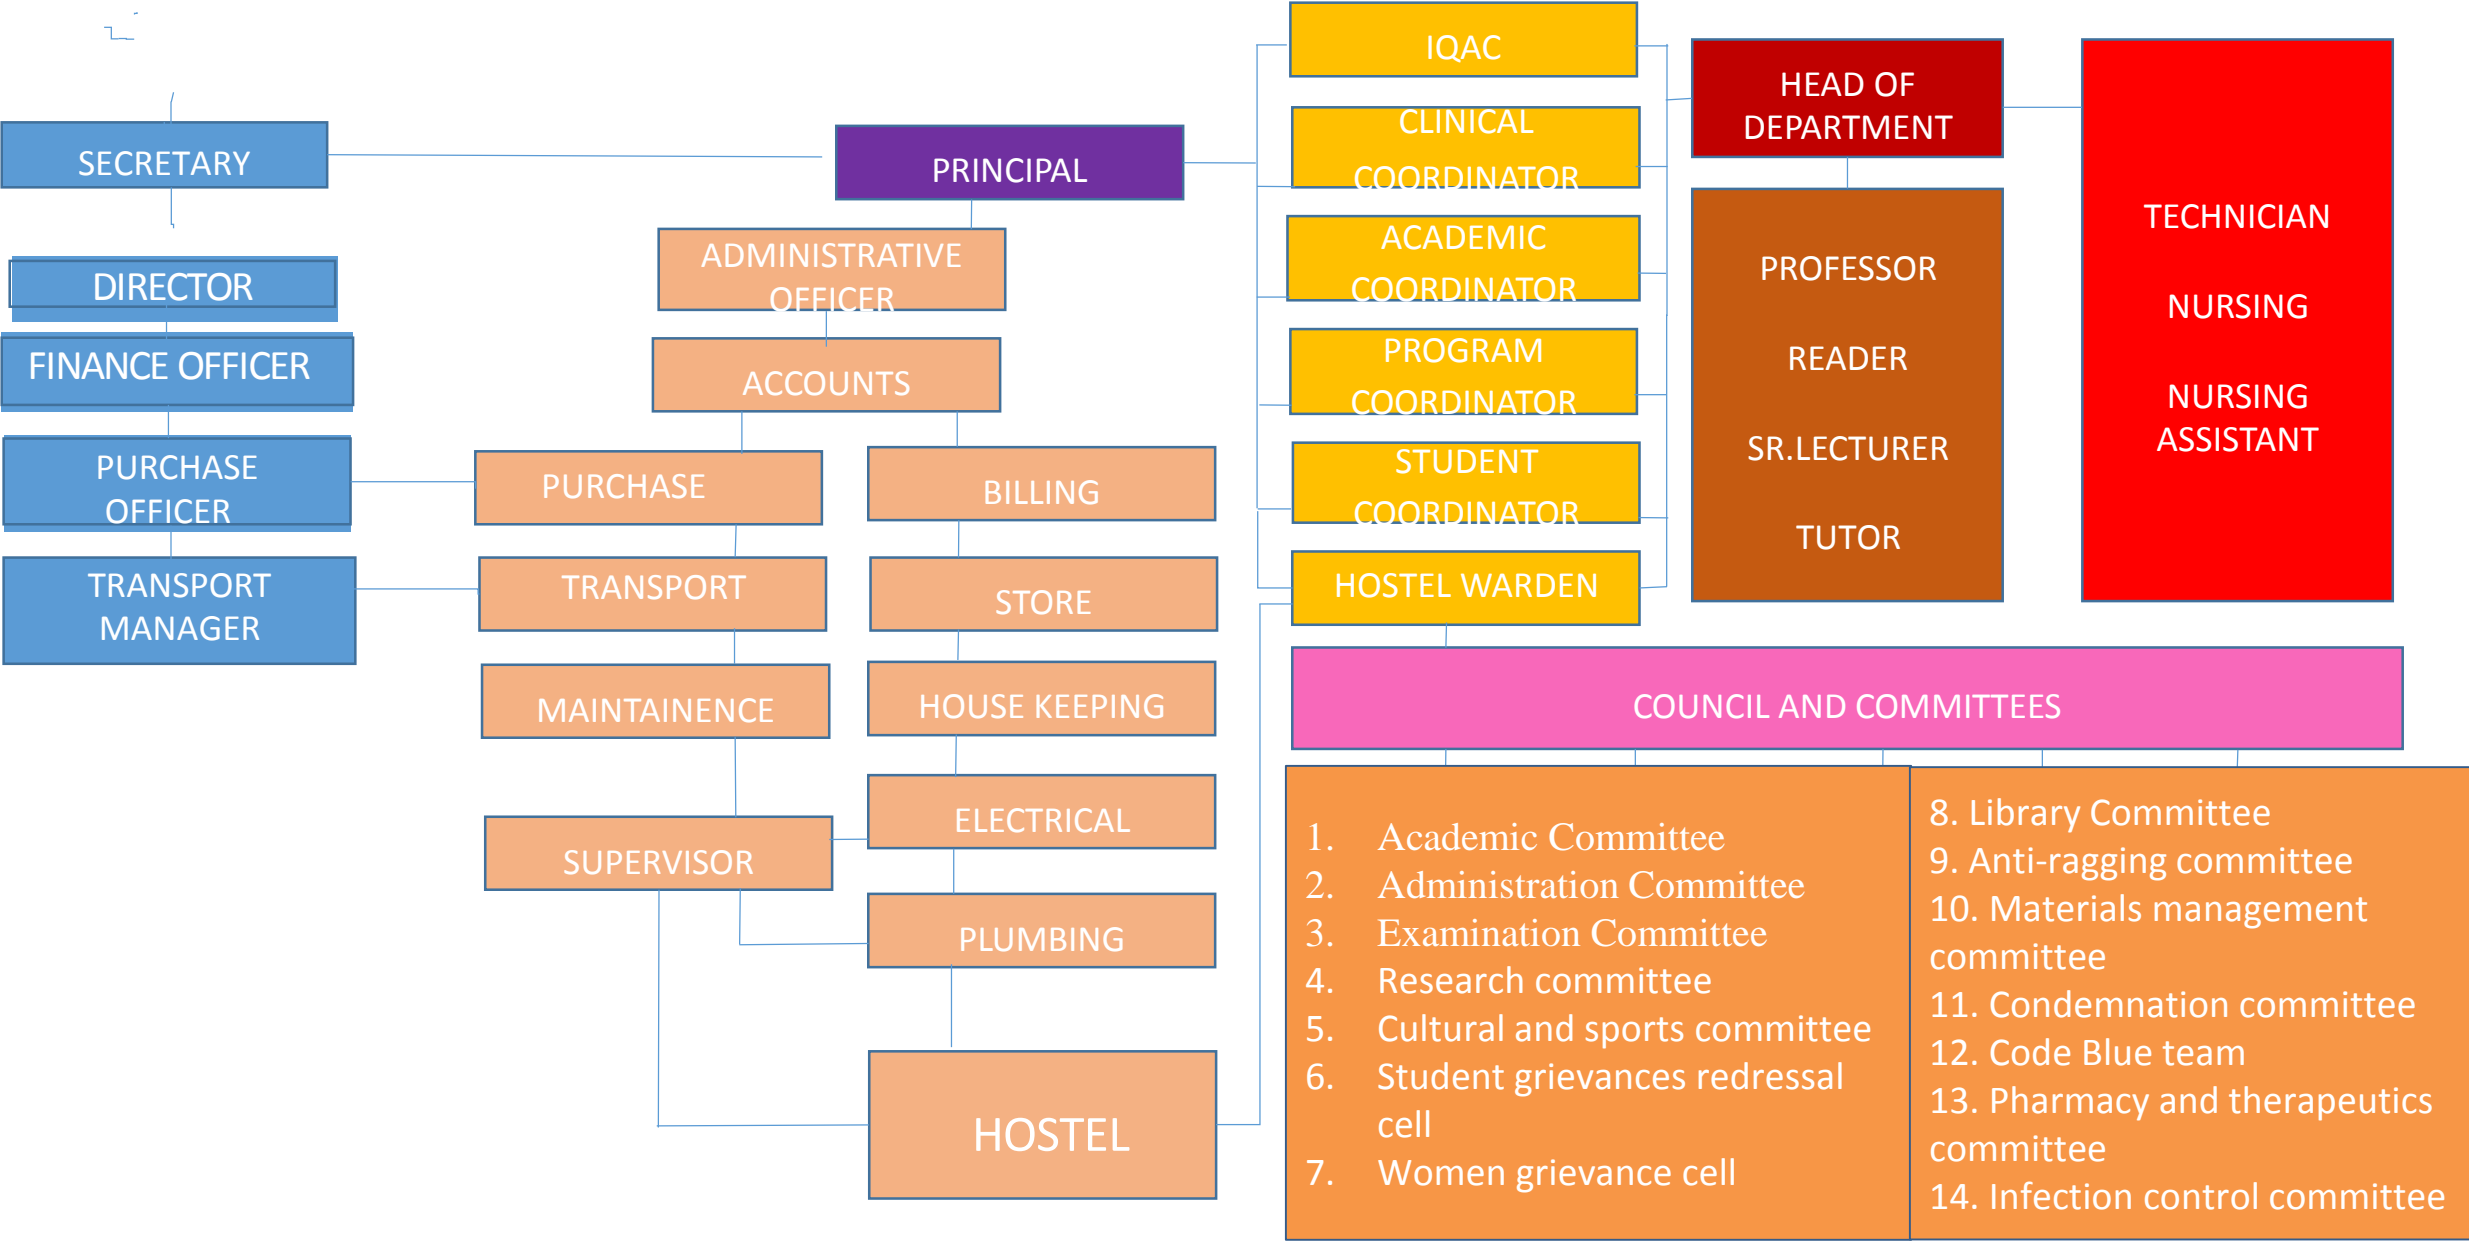 SECRETARY
DIRECTOR
FINANCE OFFICER
PURCHASE
OFFICER
TRANSPORT
MANAGER
PRINCIPAL
ADMINISTRATIVE
OFFICER
ACCOUNTS
PURCHASE
TRANSPORT
MAINTAINENCE
SUPERVISOR
BILLING
STORE
HOUSE KEEPING
ELECTRICAL
PLUMBING
HOSTEL
IQAC
CLINICAL
COORDINATOR
ACADEMIC
COORDINATOR
PROGRAM
COORDINATOR
STUDENT
COORDINATOR
HOSTEL WARDEN
HEAD OF
DEPARTMENT
PROFESSOR
READER
SR.LECTURER
TUTOR
TECHNICIAN
NURSING
NURSING
ASSISTANT
COUNCIL AND COMMITTEES
1. Academic Committee
2. Administration Committee
3. Examination Committee
4. Research committee
5. Cultural and sports committee
6. Student grievances redressal
cell
7. Women grievance cell
8. Library Committee
9. Anti-ragging committee
10. Materials management
committee
11. Condemnation committee
12. Code Blue team
13. Pharmacy and therapeutics
committee
14. Infection control committee